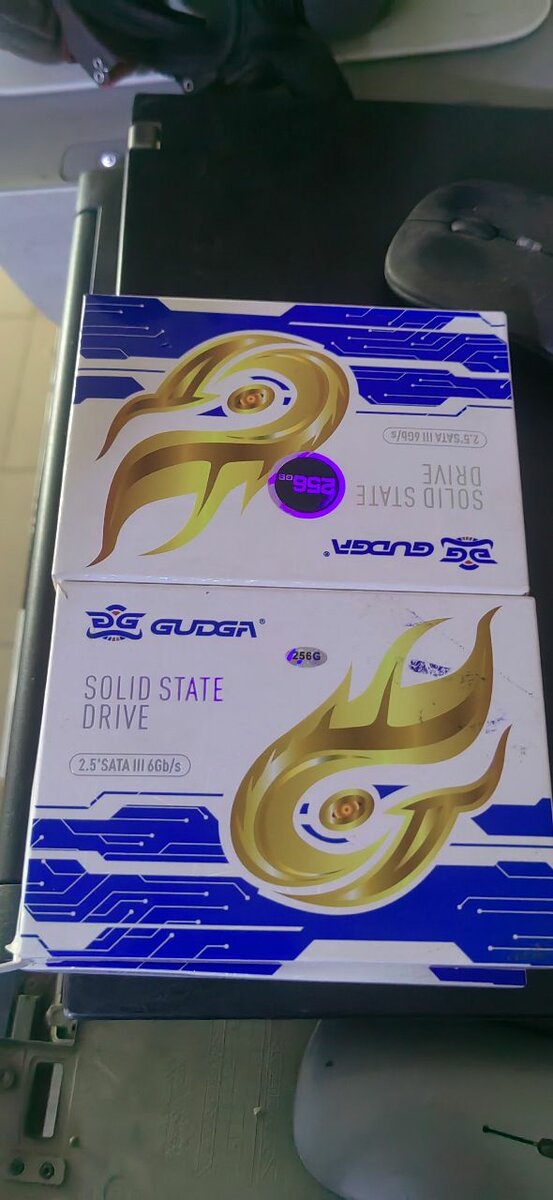 2.5'SATA III 6Gb/s
SOLID STATE
DRIVE
256GB
GUDGA®
GUDGA®
256G
SOLID STATE
DRIVE
2.5'SATA III 6Gb/s